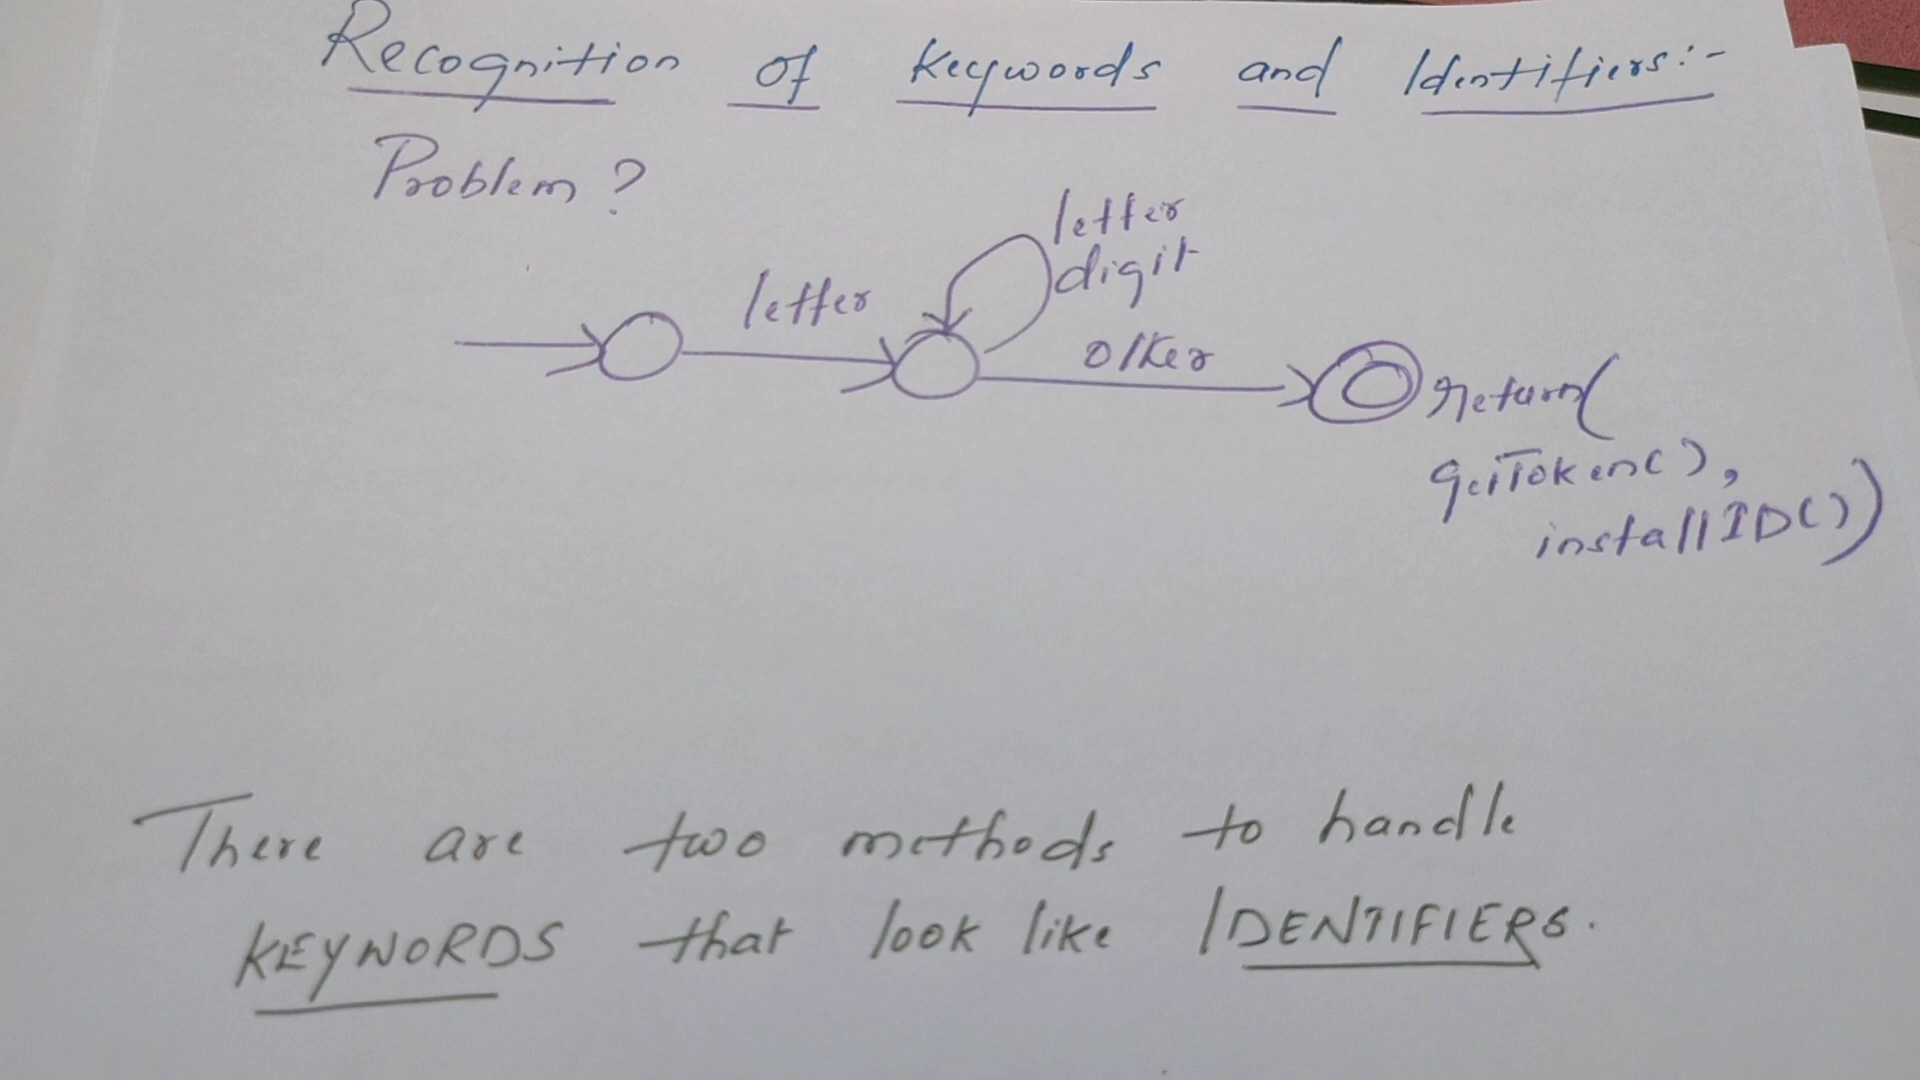 Recognition of Keywords and Identifiers:-
Problem?
letter
digit
letter
other
return(
getToken(),
installID())
There are two methods to handle
KEYWORDS that look like IDENTIFIERS.